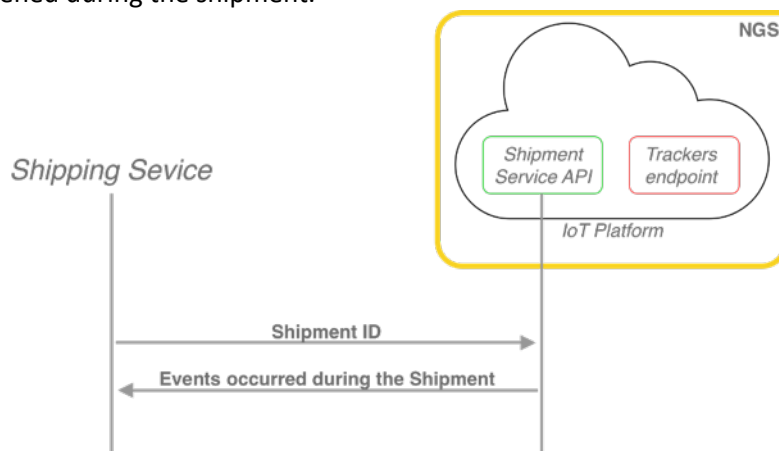 ened during the shipment.
NGS
Shipping Sevice
Shipment
Service API
Trackers
endpoint
IoT Platform
Shipment ID
Events occurred during the Shipment